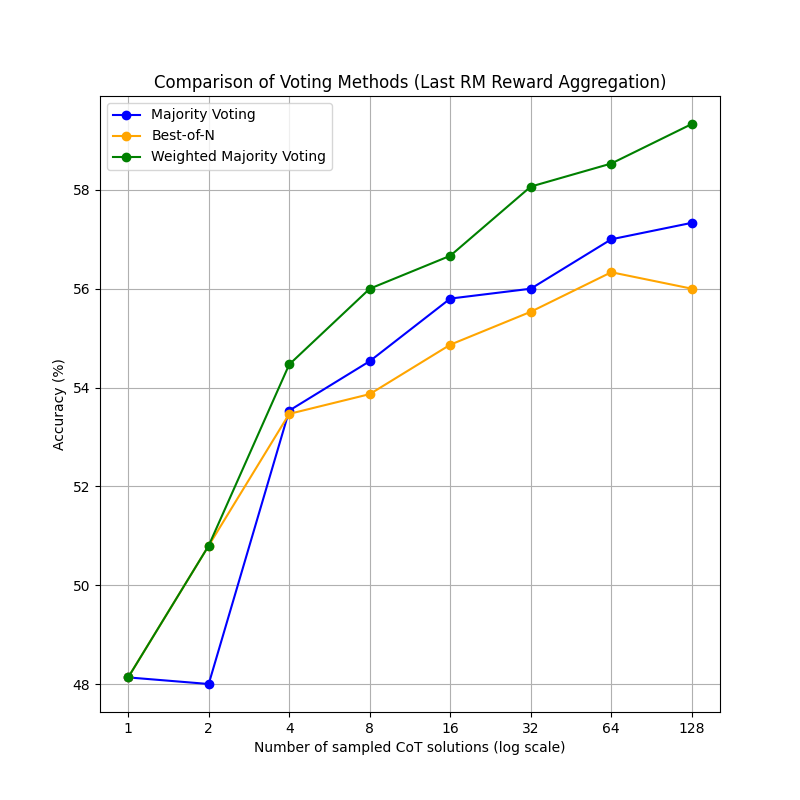 Comparison of Voting Methods (Last RM Reward Aggregation)
Majority Voting
Best-of-N
Weighted Majority Voting
Accuracy (%)
58
56
54
52
50
48
1 2 4 8 16 32 64 128
Number of sampled CoT solutions (log scale)